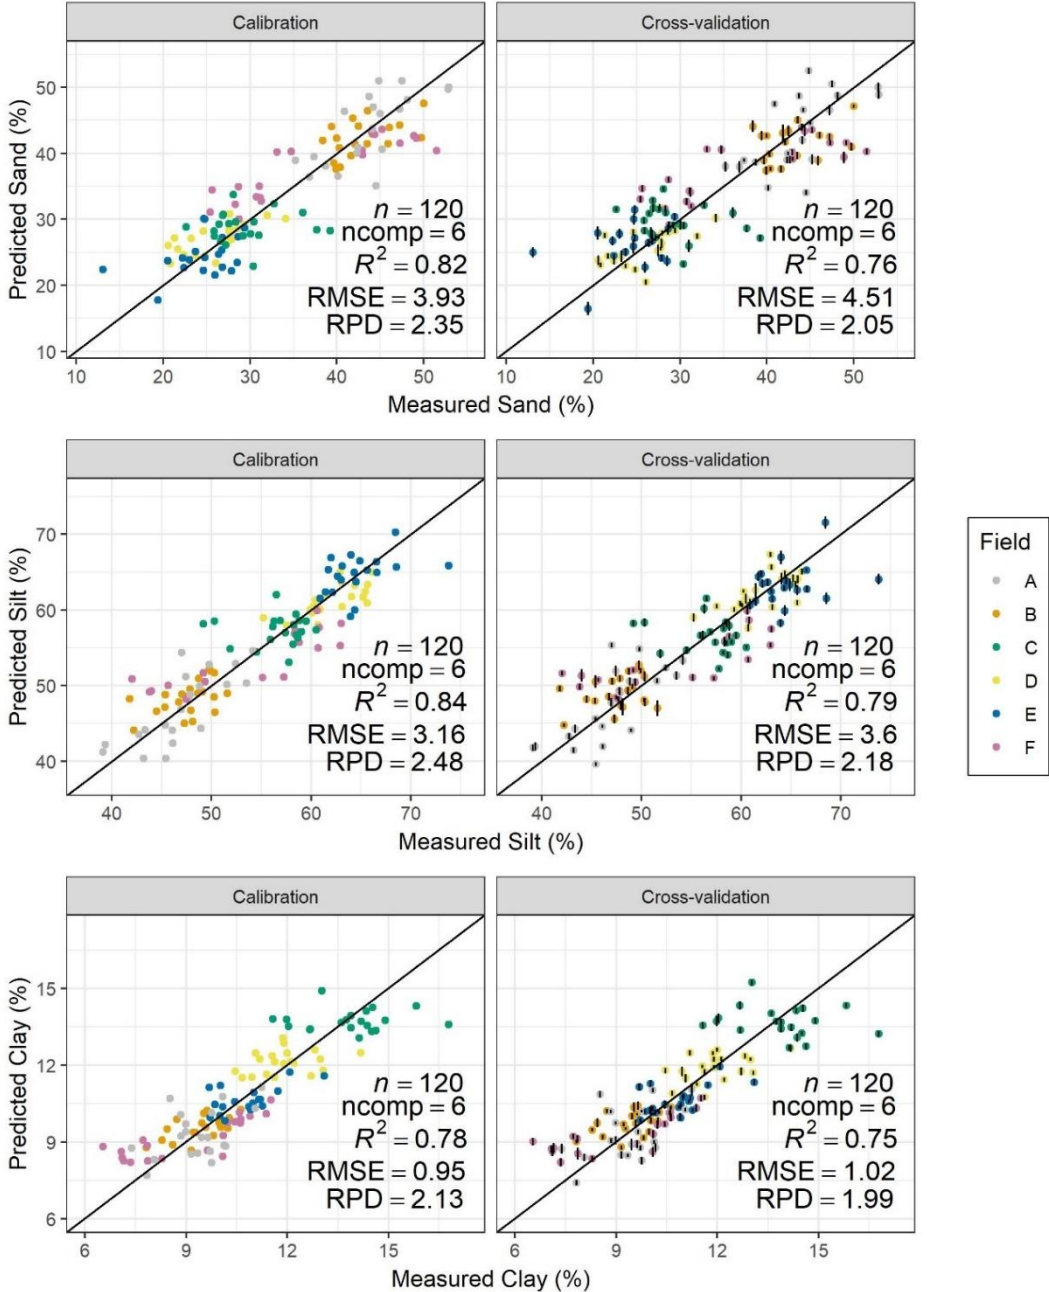 Calibration
Cross-validation
Predicted Sand (%)
50
40
30
20
10
n = 120
ncomp = 6
R² = 0.82
RMSE = 3.93
RPD = 2.35
n = 120
ncomp = 6
R² = 0.76
RMSE = 4.51
RPD = 2.05
10 20 30 40 50
10 20 30 40 50
Measured Sand (%)
Calibration
Cross-validation
Predicted Silt (%)
70
60
50
40
n = 120
ncomp = 6
R² = 0.84
RMSE = 3.16
RPD = 2.48
n = 120
ncomp = 6
R² = 0.79
RMSE = 3.6
RPD = 2.18
40 50 60 70
40 50 60 70
Measured Silt (%)
Field
A
B
C
D
E
F
Calibration
Cross-validation
Predicted Clay (%)
15
12
9
6
n = 120
ncomp = 6
R² = 0.78
RMSE = 0.95
RPD = 2.13
n = 120
ncomp = 6
R² = 0.75
RMSE = 1.02
RPD = 1.99
6 9 12 15
6 9 12 15
Measured Clay (%)